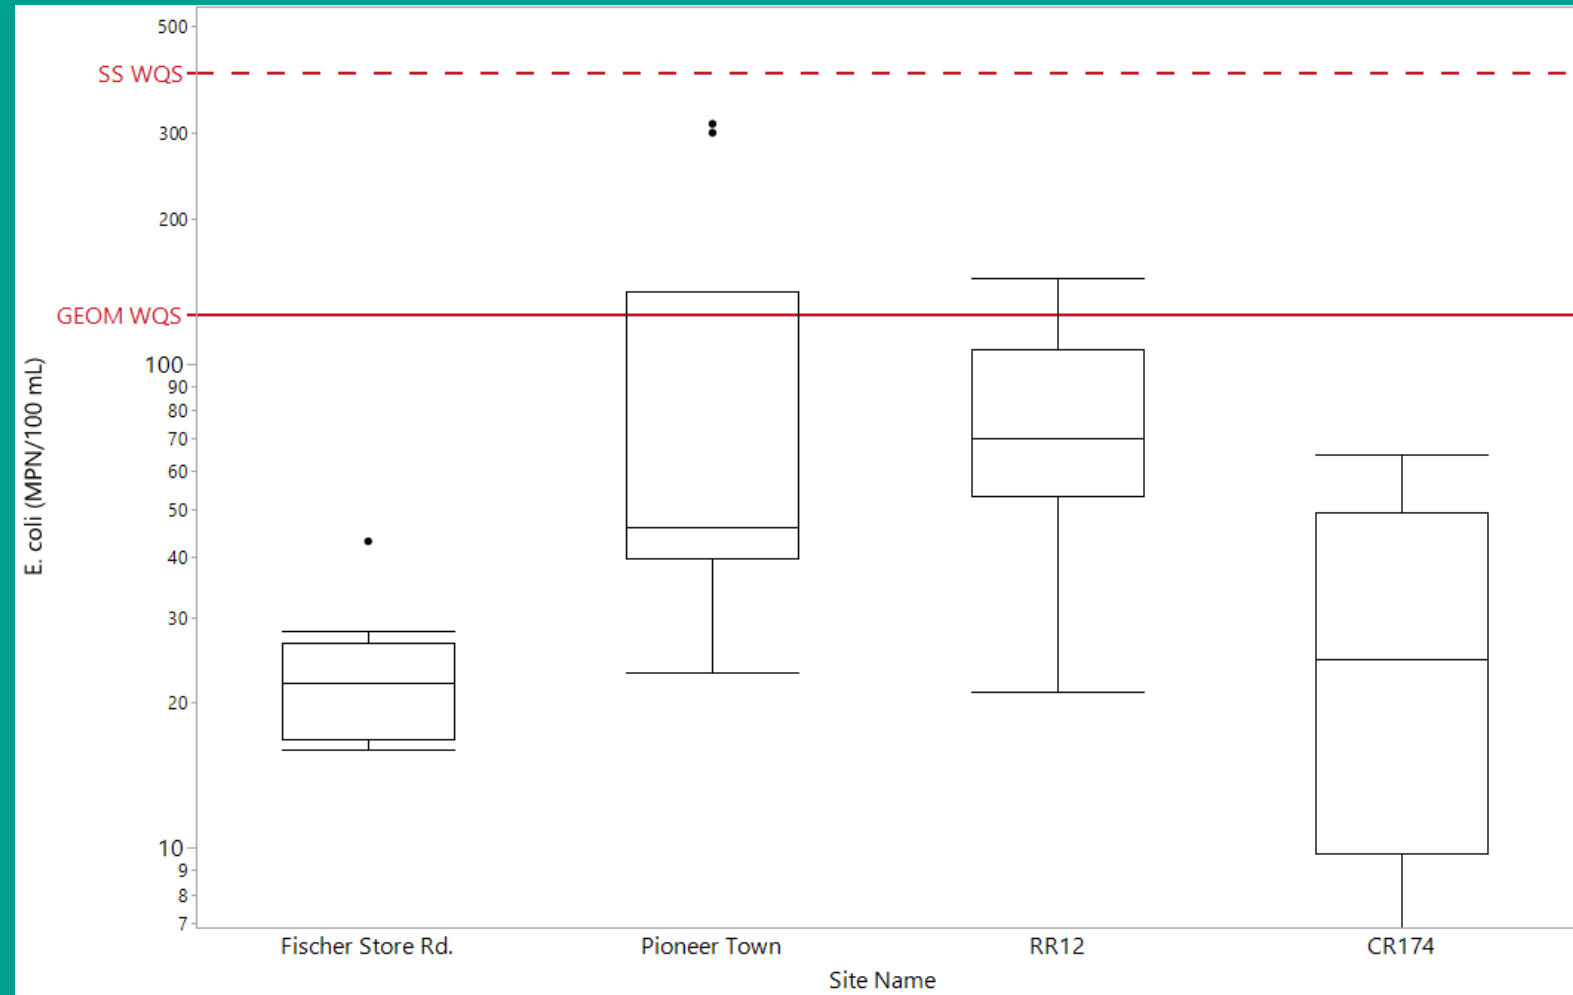 500
SS WQS
300
200
GEOM WQS
100
90
80
70
60
50
40
30
20
10
9
8
7
E. coli (MPN/100 mL)
Fischer Store Rd.
Pioneer Town
RR12
CR174
Site Name